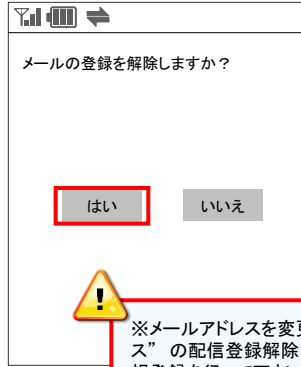 メールの登録を解除しますか？
はい
いいえ
※メールアドレスを変更
ス” の配信登録解除